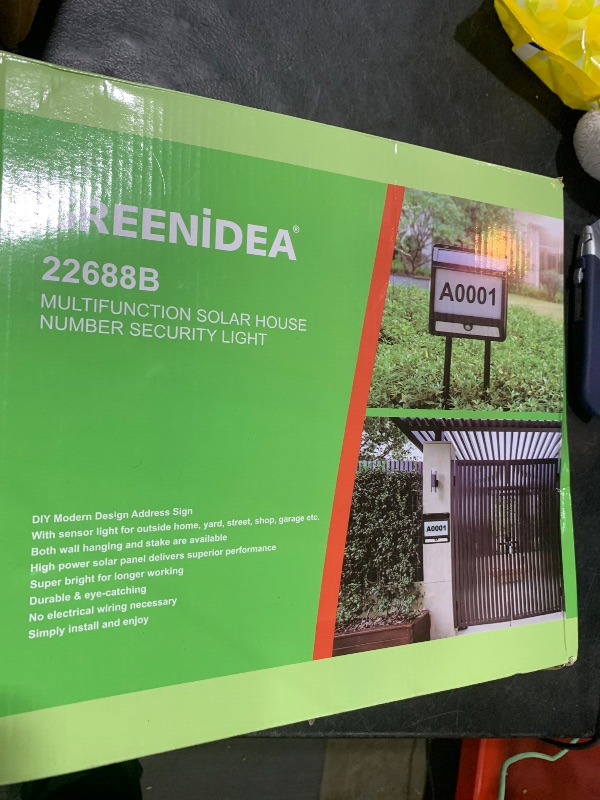 GREENiDEA®
22688B
MULTIFUNCTION SOLAR HOUSE
NUMBER SECURITY LIGHT
DIY Modern Design Address Sign
With sensor light for outside home, yard, street, shop, garage etc.
Both wall hanging and stake are available
High power solar panel delivers superior performance
Super bright for longer working
Durable & eye-catching
No electrical wiring necessary
Simply install and enjoy
A0001
A0001